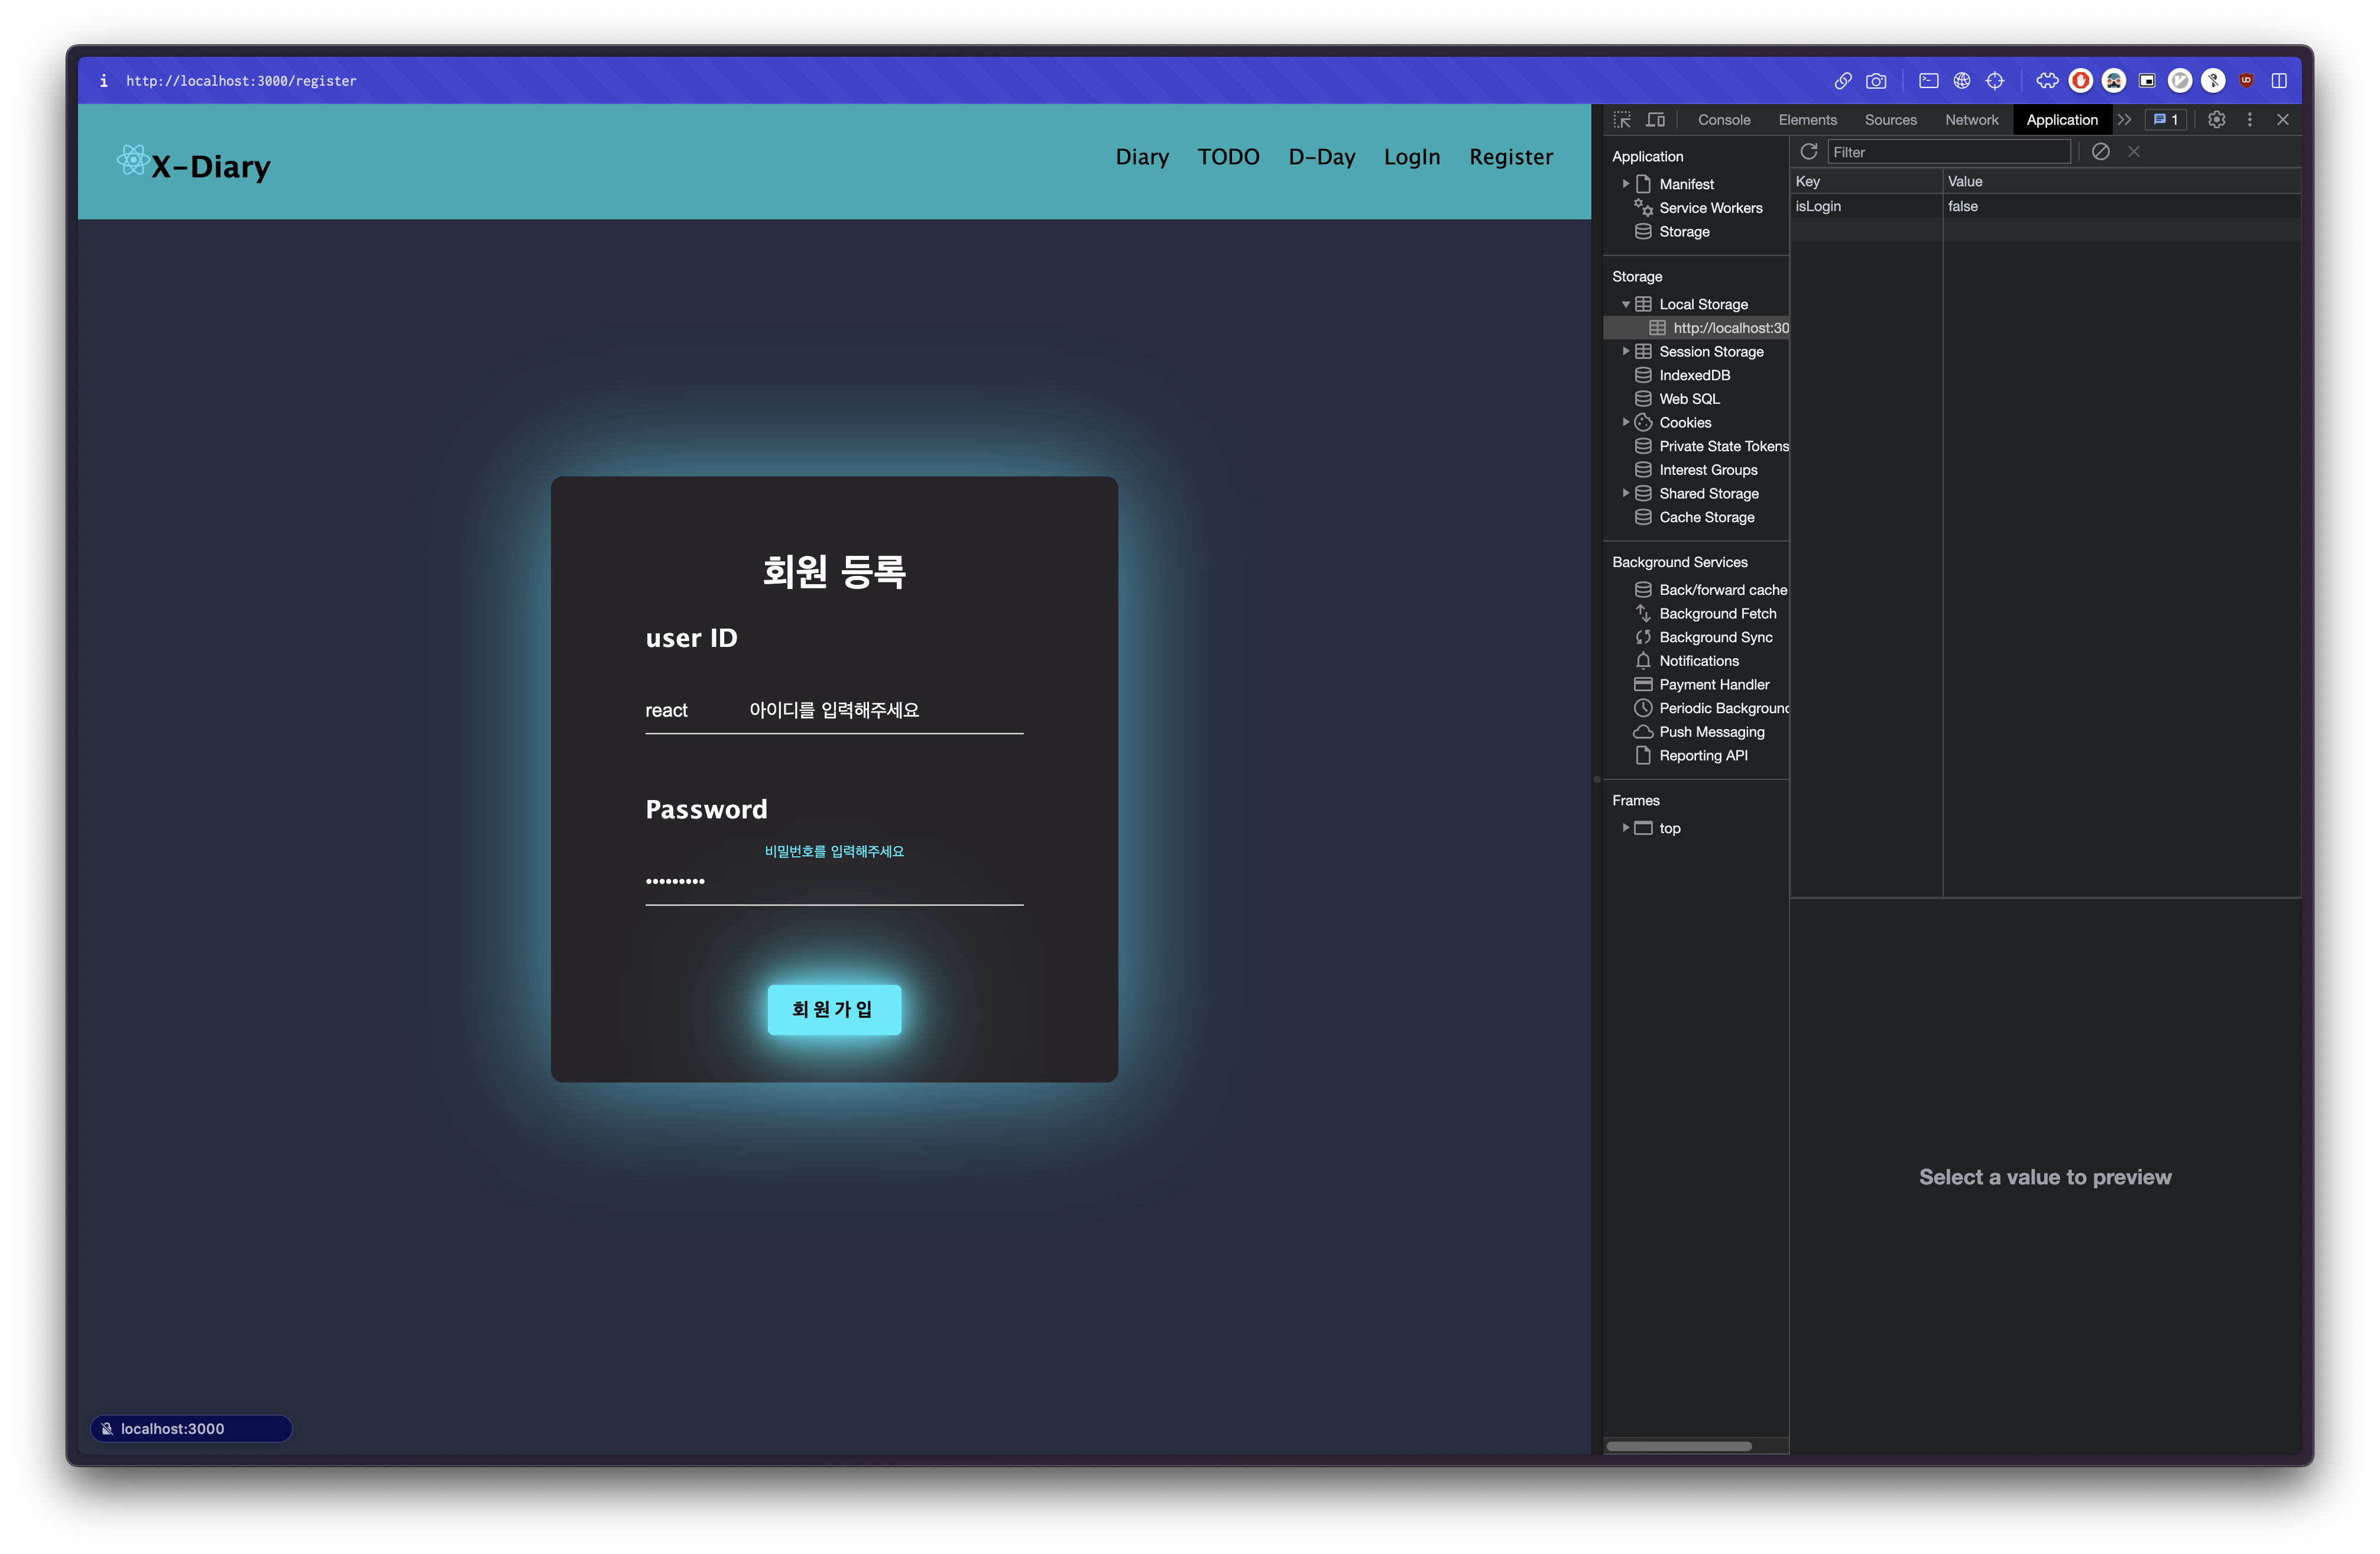 http://localhost:3000/register
X-Diary
Diary TODO D-Day LogIn Register
회원 등록
user ID
react 아이디를 입력해주세요
Password
비밀번호를 입력해주세요
•••••••••
회원가입
localhost:3000
Console Elements Sources Network Application 1
Application
Manifest
Service Workers
Storage
Storage
Local Storage
http://localhost:30
Session Storage
IndexedDB
Web SQL
Cookies
Private State Tokens
Interest Groups
Shared Storage
Cache Storage
Background Services
Back/forward cache
Background Fetch
Background Sync
Notifications
Payment Handler
Periodic Background
Push Messaging
Reporting API
Frames
top
Filter
Key Value
isLogin false
Select a value to preview